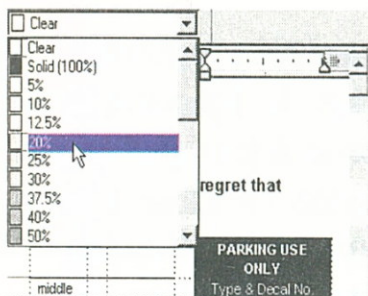 Clear
Clear
Solid (100%)
5%
10%
12.5%
20%
25%
30%
37.5%
40%
50%
regret that
PARKING USE
ONLY
middle
Type & Decal No.